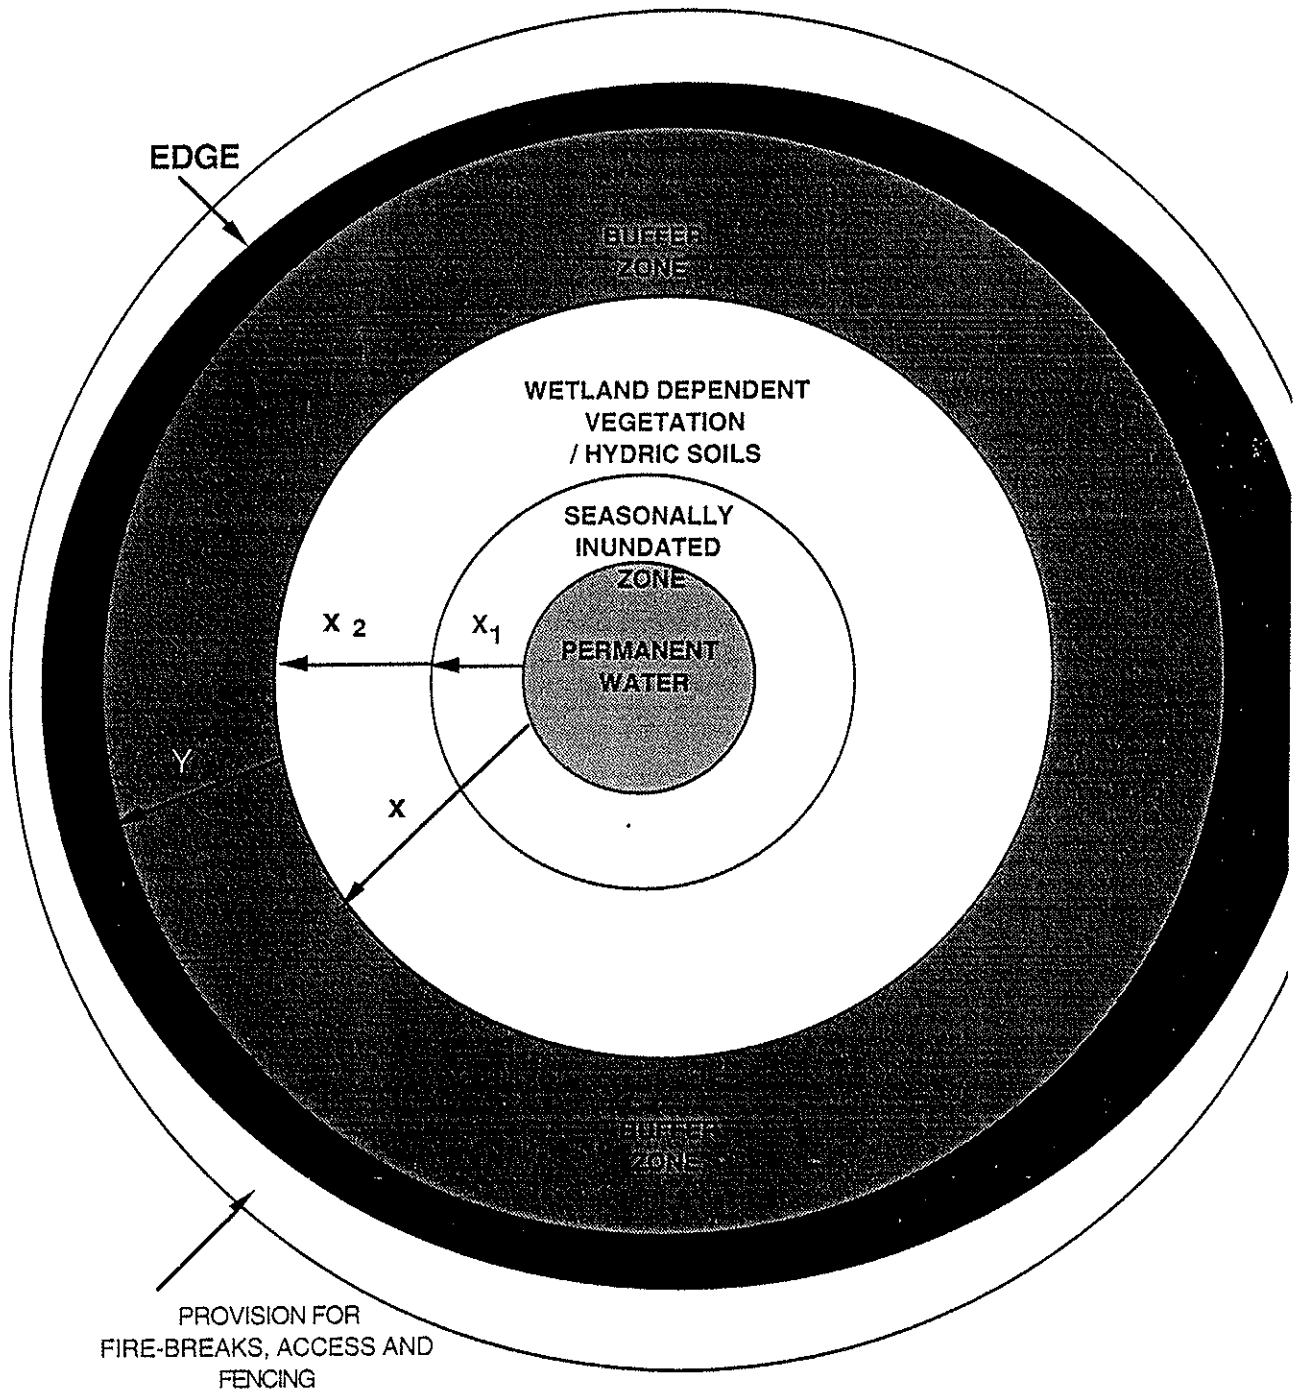 EDGE
BUFFER
ZONE
WETLAND DEPENDENT
VEGETATION
/ HYDRIC SOILS
SEASONALLY
INUNDATED
ZONE
X 2
X1
PERMANENT
WATER
Y
X
BUFFER
ZONE
PROVISION FOR
FIRE-BREAKS, ACCESS AND
FENCING